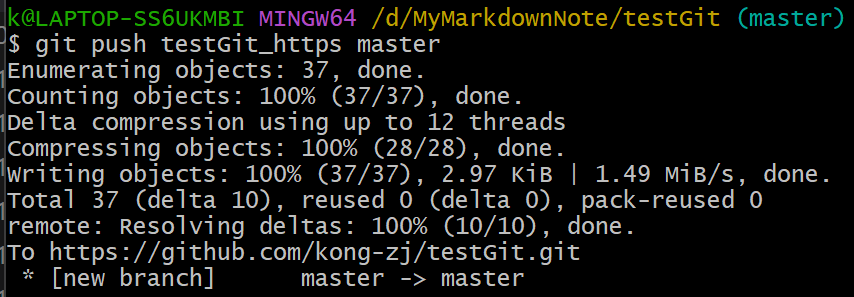 k@LAPTOP-SS6UKMBI MINGW64 /d/MyMarkdownNote/testGit (master)
$ git push testGit_https master
Enumerating objects: 37, done.
Counting objects: 100% (37/37), done.
Delta compression using up to 12 threads
Compressing objects: 100% (28/28), done.
Writing objects: 100% (37/37), 2.97 KiB | 1.49 MiB/s, done.
Total 37 (delta 10), reused 0 (delta 0), pack-reused 0
remote: Resolving deltas: 100% (10/10), done.
To https://github.com/kong-zj/testGit.git
 * [new branch]      master -> master